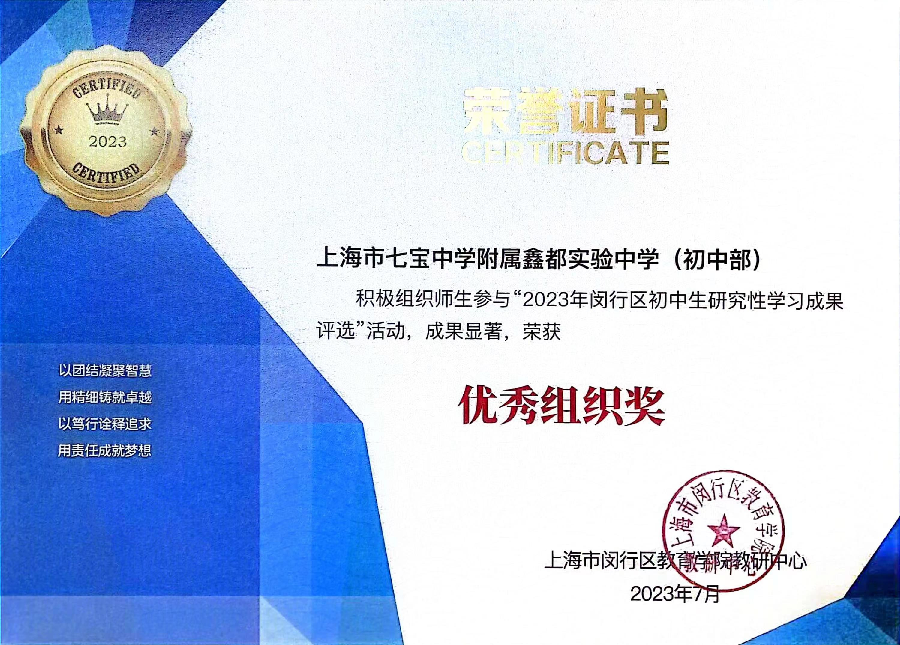 CERTIFIED
2023
CERTIFIED
荣誉证书
CERTIFICATE
上海市七宝中学附属鑫都实验中学（初中部）
积极组织师生参与“2023年闵行区初中生研究性学习成果
评选”活动，成果显著，荣获
优秀组织奖
以团结凝聚智慧
用精细铸就卓越
以笃行诠释追求
用责任成就梦想
上海市闵行区教育学院
教研中心
上海市闵行区教育学院教研中心
2023年7月